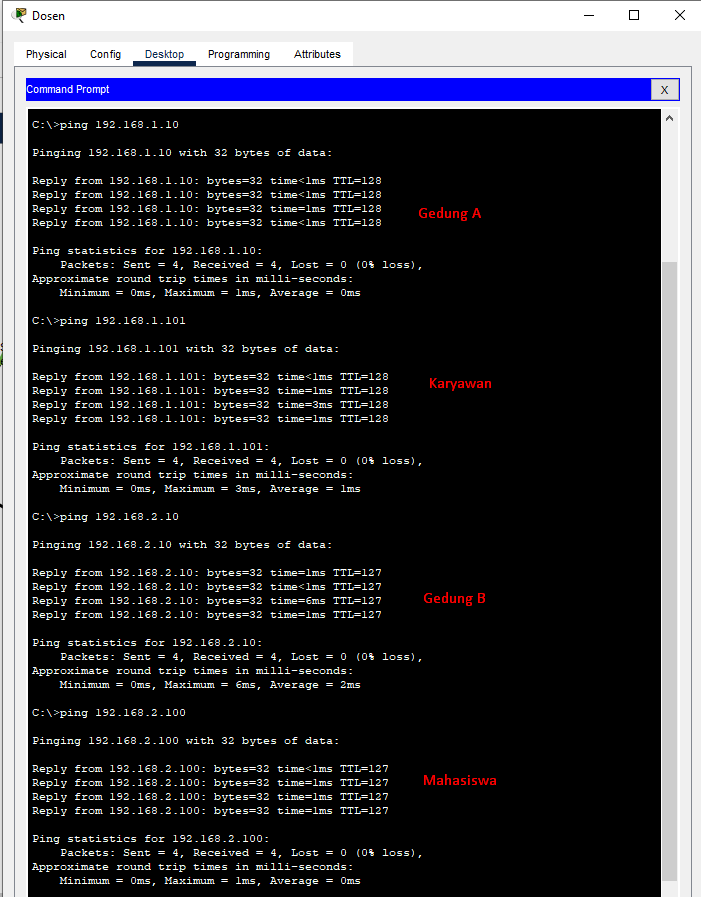 Dosen
Physical Config Desktop Programming Attributes
Command Prompt X
C:\>ping 192.168.1.10
Pinging 192.168.1.10 with 32 bytes of data:
Reply from 192.168.1.10: bytes=32 time<1ms TTL=128
Reply from 192.168.1.10: bytes=32 time<1ms TTL=128
Reply from 192.168.1.10: bytes=32 time=1ms TTL=128
Reply from 192.168.1.10: bytes=32 time<1ms TTL=128
Gedung A
Ping statistics for 192.168.1.10:
Packets: Sent = 4, Received = 4, Lost = 0 (0% loss),
Approximate round trip times in milli-seconds:
Minimum = 0ms, Maximum = 1ms, Average = 0ms
C:\>ping 192.168.1.101
Pinging 192.168.1.101 with 32 bytes of data:
Reply from 192.168.1.101: bytes=32 time<1ms TTL=128
Reply from 192.168.1.101: bytes=32 time=1ms TTL=128
Reply from 192.168.1.101: bytes=32 time=3ms TTL=128
Reply from 192.168.1.101: bytes=32 time=1ms TTL=128
Karyawan
Ping statistics for 192.168.1.101:
Packets: Sent = 4, Received = 4, Lost = 0 (0% loss),
Approximate round trip times in milli-seconds:
Minimum = 0ms, Maximum = 3ms, Average = 1ms
C:\>ping 192.168.2.10
Pinging 192.168.2.10 with 32 bytes of data:
Reply from 192.168.2.10: bytes=32 time=1ms TTL=127
Reply from 192.168.2.10: bytes=32 time<1ms TTL=127
Reply from 192.168.2.10: bytes=32 time=6ms TTL=127
Reply from 192.168.2.10: bytes=32 time=1ms TTL=127
Gedung B
Ping statistics for 192.168.2.10:
Packets: Sent = 4, Received = 4, Lost = 0 (0% loss),
Approximate round trip times in milli-seconds:
Minimum = 0ms, Maximum = 6ms, Average = 2ms
C:\>ping 192.168.2.100
Pinging 192.168.2.100 with 32 bytes of data:
Reply from 192.168.2.100: bytes=32 time<1ms TTL=127
Reply from 192.168.2.100: bytes=32 time=1ms TTL=127
Reply from 192.168.2.100: bytes=32 time=1ms TTL=127
Reply from 192.168.2.100: bytes=32 time=1ms TTL=127
Mahasiswa
Ping statistics for 192.168.2.100:
Packets: Sent = 4, Received = 4, Lost = 0 (0% loss),
Approximate round trip times in milli-seconds:
Minimum = 0ms, Maximum = 1ms, Average = 0ms